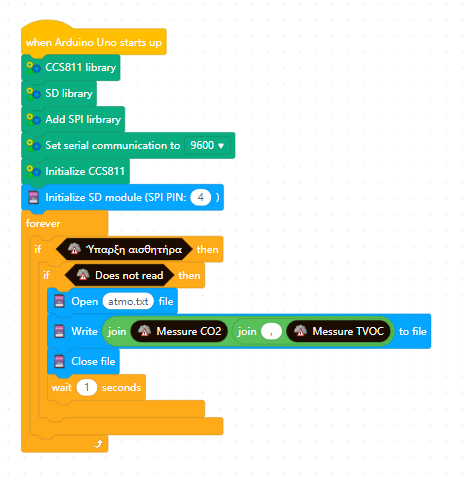 when Arduino Uno starts up
CCS811 library
SD library
Add SPI lirbrary
Set serial communication to 9600
Initialize CCS811
Initialize SD module (SPI PIN: 4 )
forever
if Ύπαρξη αισθητήρα then
if Does not read then
Open atmo.txt file
Write join Messure CO2 join , Messure TVOC to file
Close file
wait 1 seconds